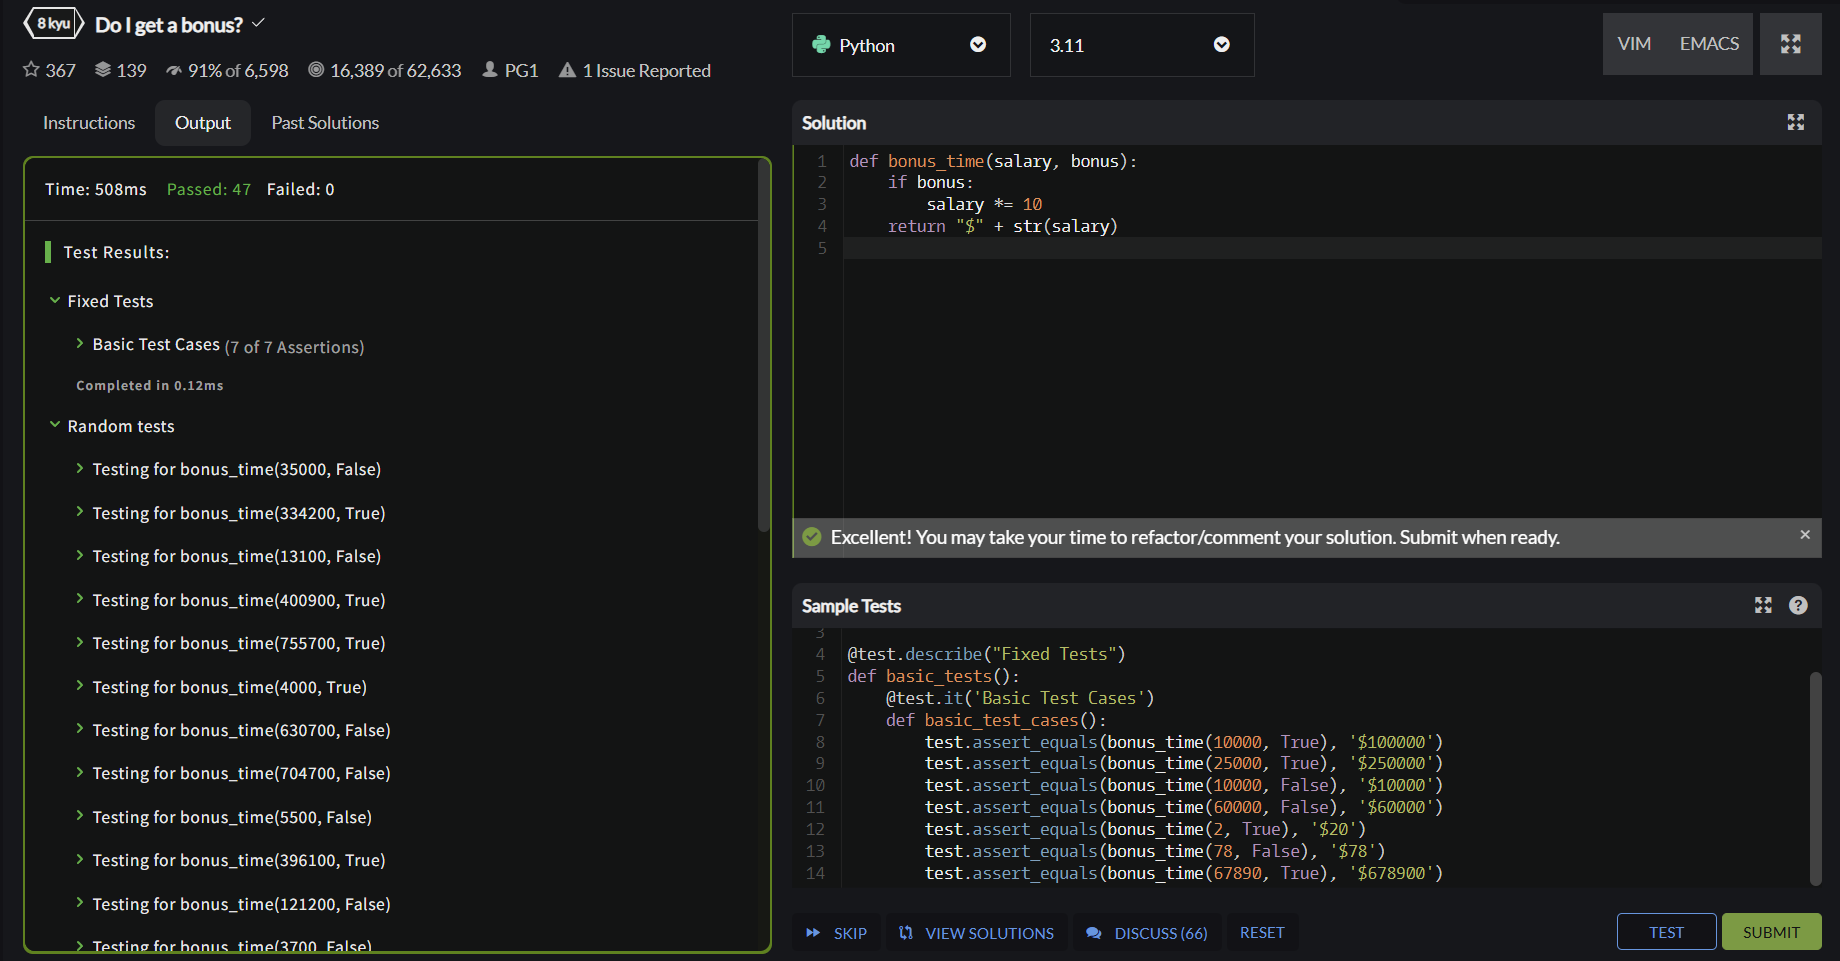 8 kyu Do I get a bonus?
367 139 91% of 6,598 16,389 of 62,633 PG1 1 Issue Reported
Instructions Output Past Solutions
Time: 508ms Passed: 47 Failed: 0
Test Results:
Fixed Tests
Basic Test Cases (7 of 7 Assertions)
Completed in 0.12ms
Random tests
Testing for bonus_time(35000, False)
Testing for bonus_time(334200, True)
Testing for bonus_time(13100, False)
Testing for bonus_time(400900, True)
Testing for bonus_time(755700, True)
Testing for bonus_time(4000, True)
Testing for bonus_time(630700, False)
Testing for bonus_time(704700, False)
Testing for bonus_time(5500, False)
Testing for bonus_time(396100, True)
Testing for bonus_time(121200, False)
Testing for bonus_time(3700, False)
Python 3.11 VIM EMACS
Solution
1 def bonus_time(salary, bonus):
2     if bonus:
3         salary *= 10
4     return "$" + str(salary)
5
Excellent! You may take your time to refactor/comment your solution. Submit when ready. ×
Sample Tests ?
3
4 @test.describe("Fixed Tests")
5 def basic_tests():
6     @test.it('Basic Test Cases')
7     def basic_test_cases():
8         test.assert_equals(bonus_time(10000, True), '$100000')
9         test.assert_equals(bonus_time(25000, True), '$250000')
10         test.assert_equals(bonus_time(10000, False), '$10000')
11         test.assert_equals(bonus_time(60000, False), '$60000')
12         test.assert_equals(bonus_time(2, True), '$20')
13         test.assert_equals(bonus_time(78, False), '$78')
14         test.assert_equals(bonus_time(67890, True), '$678900')
SKIP VIEW SOLUTIONS DISCUSS (66) RESET TEST SUBMIT